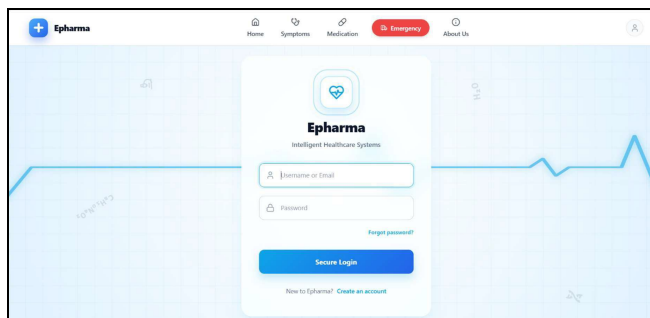 Epharma
Home Symptoms Medication Emergency About Us
Epharma
Intelligent Healthcare Systems
Username or Email
Password
Forgot password?
Secure Login
New to Epharma? Create an account